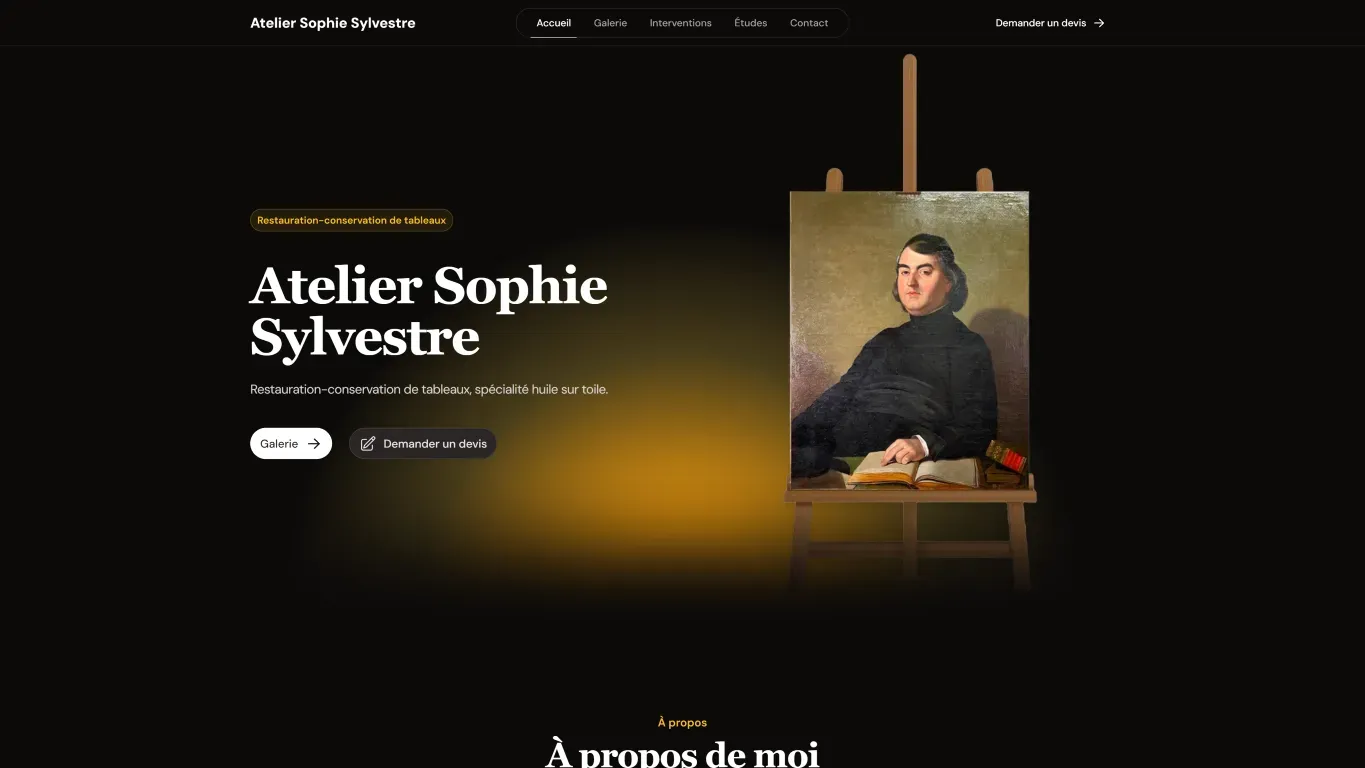 Atelier Sophie Sylvestre
Accueil
Galerie
Interventions
Études
Contact
Demander un devis
Restauration-conservation de tableaux
Atelier Sophie
Sylvestre
Restauration-conservation de tableaux, spécialité huile sur toile.
Galerie
Demander un devis
À propos
À propos de moi